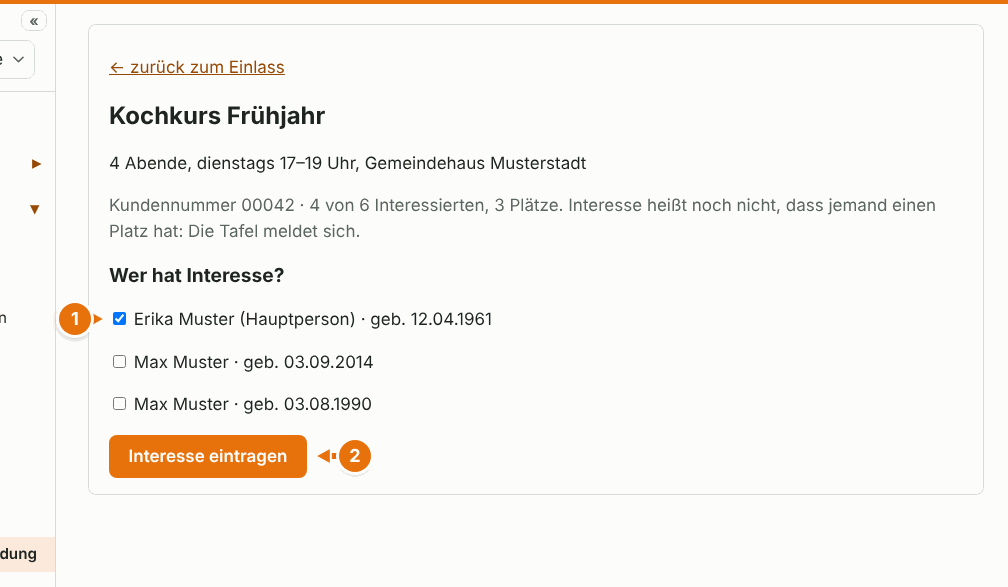 «
e
← zurück zum Einlass
Kochkurs Frühjahr
4 Abende, dienstags 17–19 Uhr, Gemeindehaus Musterstadt
Kundennummer 00042 · 4 von 6 Interessierten, 3 Plätze. Interesse heißt noch nicht, dass jemand einen
Platz hat: Die Tafel meldet sich.
Wer hat Interesse?
n
1 Erika Muster (Hauptperson) · geb. 12.04.1961
Max Muster · geb. 03.09.2014
Max Muster · geb. 03.08.1990
Interesse eintragen 2
dung